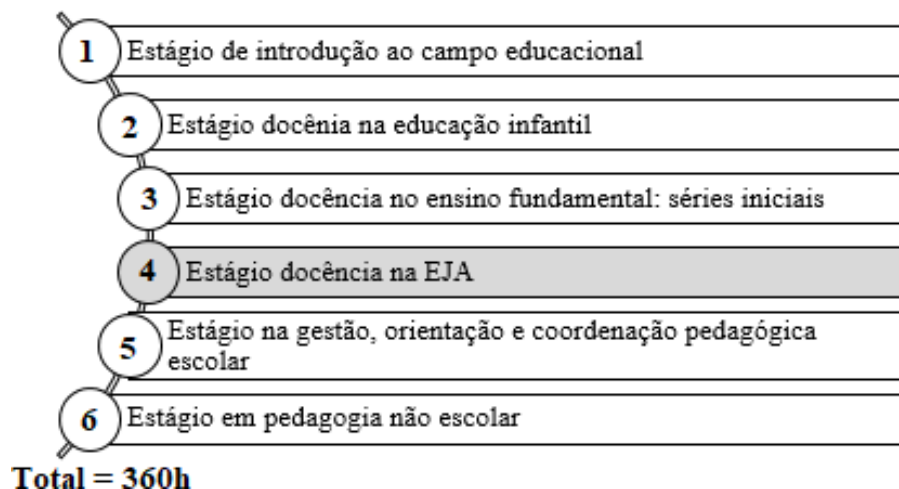 1 Estágio de introdução ao campo educacional
2 Estágio docênia na educação infantil
3 Estágio docência no ensino fundamental: séries iniciais
4 Estágio docência na EJA
5 Estágio na gestão, orientação e coordenação pedagógica
escolar
6 Estágio em pedagogia não escolar
Total = 360h